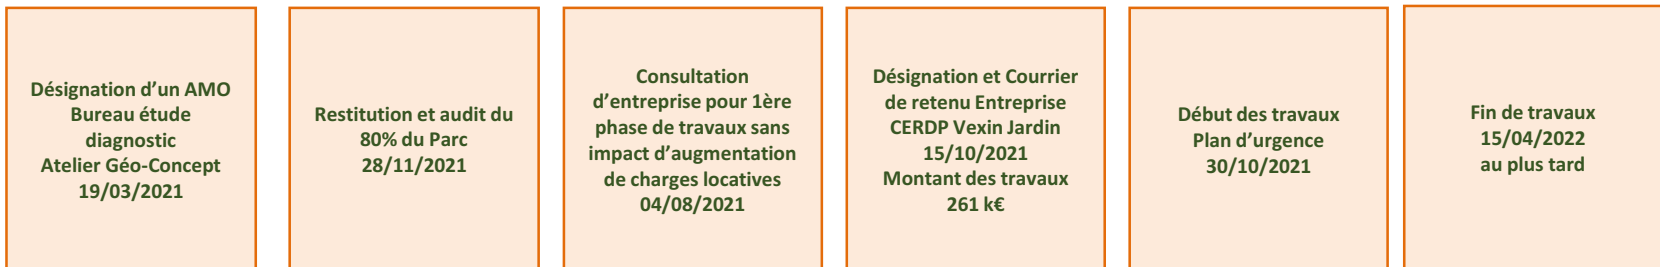 Désignation d'un AMO
Bureau étude
diagnostic
Atelier Géo-Concept
19/03/2021
Restitution et audit du
80% du Parc
28/11/2021
Consultation
d'entreprise pour 1ère
phase de travaux sans
impact d'augmentation
de charges locatives
04/08/2021
Désignation et Courrier
de retenu Entreprise
CERDP Vexin Jardin
15/10/2021
Montant des travaux
261 k€
Début des travaux
Plan d'urgence
30/10/2021
Fin de travaux
15/04/2022
au plus tard